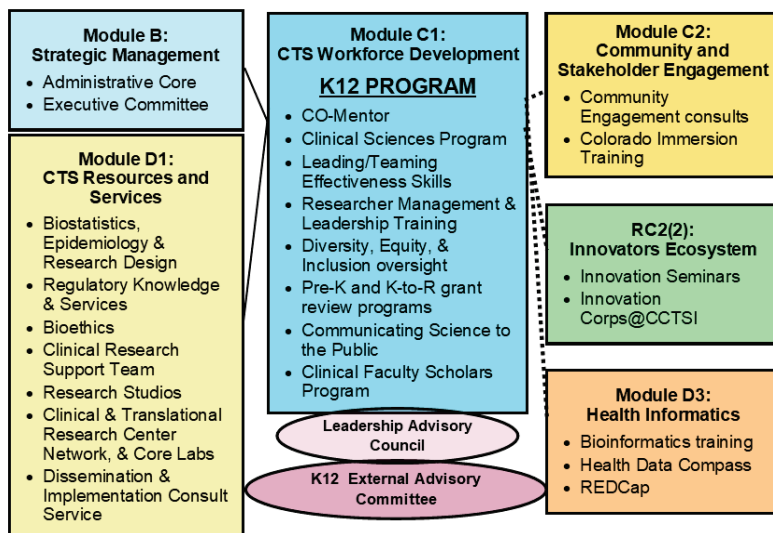 Module B:
Strategic Management
• Administrative Core
• Executive Committee
Module D1:
CTS Resources and
Services
• Biostatistics,
Epidemiology &
Research Design
• Regulatory Knowledge
& Services
• Bioethics
• Clinical Research
Support Team
• Research Studios
• Clinical & Translational
Research Center
Network, & Core Labs
• Dissemination &
Implementation Consult
Service
Module C1:
CTS Workforce Development
K12 PROGRAM
• CO-Mentor
• Clinical Sciences Program
• Leading/Teaming
Effectiveness Skills
• Researcher Management &
Leadership Training
• Diversity, Equity, &
Inclusion oversight
• Pre-K and K-to-R grant
review programs
• Communicating Science to
the Public
• Clinical Faculty Scholars
Program
Leadership Advisory
Council
K12 External Advisory
Committee
Module C2:
Community and
Stakeholder Engagement
• Community
Engagement consults
• Colorado Immersion
Training
RC2(2):
Innovators Ecosystem
• Innovation Seminars
• Innovation
Corps@CCTSI
Module D3:
Health Informatics
• Bioinformatics training
• Health Data Compass
• REDCap